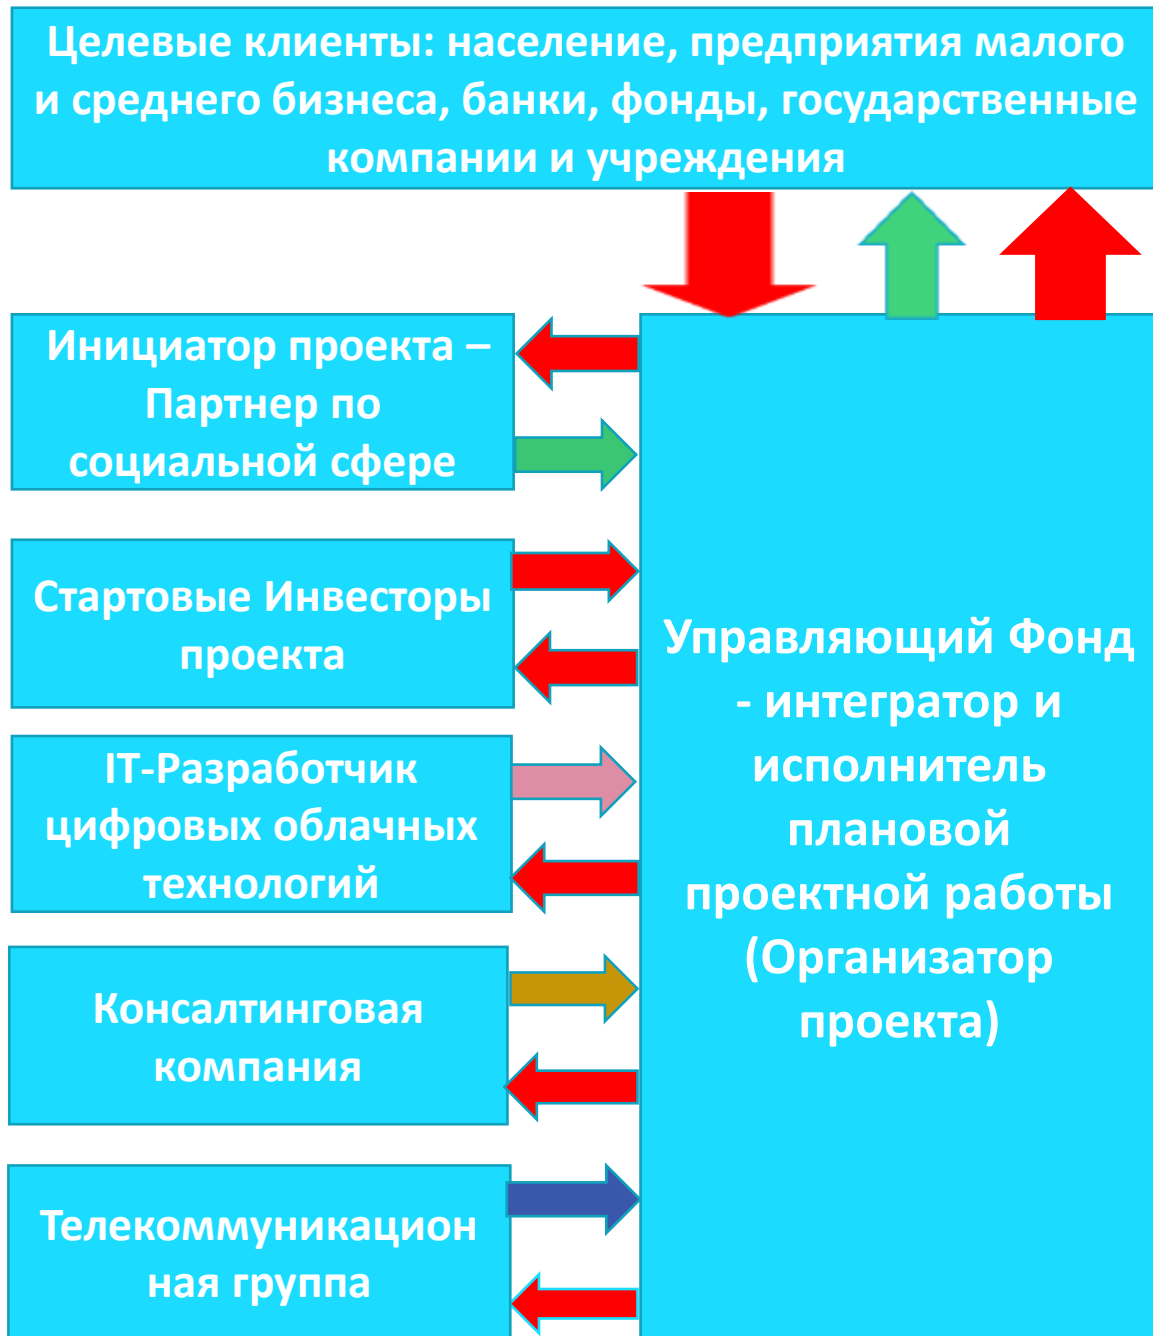 Целевые клиенты: население, предприятия малого
и среднего бизнеса, банки, фонды, государственные
компании и учреждения
Инициатор проекта –
Партнер по
социальной сфере
Стартовые Инвесторы
проекта
IT-Разработчик
цифровых облачных
технологий
Консалтинговая
компания
Телекоммуникацион
ная группа
Управляющий Фонд
- интегратор и
исполнитель
плановой
проектной работы
(Организатор
проекта)